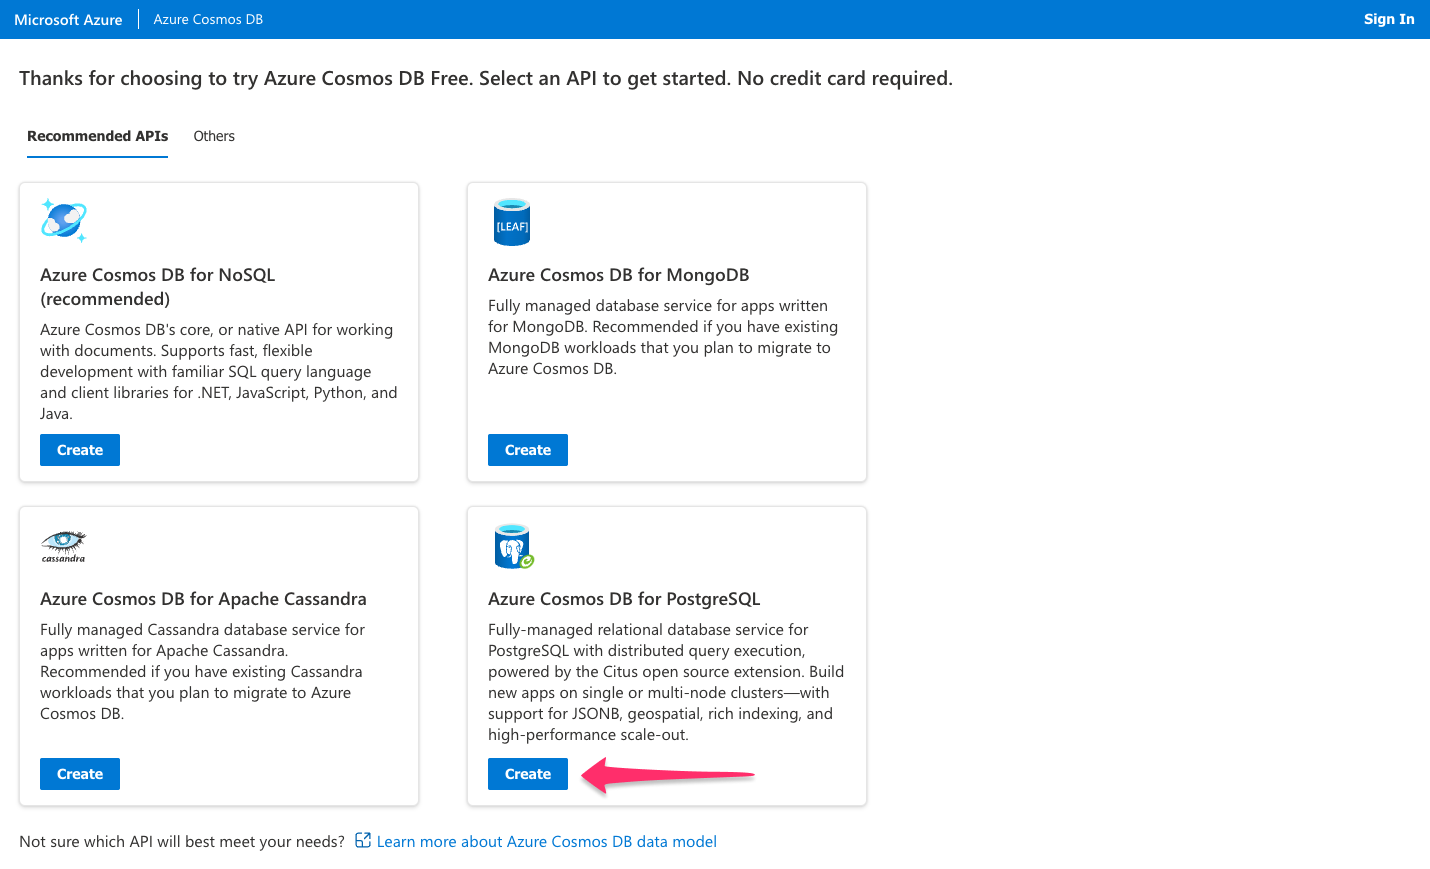 Microsoft Azure
Azure Cosmos DB
Sign In
Thanks for choosing to try Azure Cosmos DB Free. Select an API to get started. No credit card required.
Recommended APIs
Others
[LEAF]
Azure Cosmos DB for NoSQL
(recommended)
Azure Cosmos DB's core, or native API for working
with documents. Supports fast, flexible
development with familiar SQL query language
and client libraries for .NET, JavaScript, Python, and
Java.
Create
Azure Cosmos DB for MongoDB
Fully managed database service for apps written
for MongoDB. Recommended if you have existing
MongoDB workloads that you plan to migrate to
Azure Cosmos DB.
Create
cassandra
Azure Cosmos DB for Apache Cassandra
Fully managed Cassandra database service for
apps written for Apache Cassandra.
Recommended if you have existing Cassandra
workloads that you plan to migrate to Azure
Cosmos DB.
Create
Azure Cosmos DB for PostgreSQL
Fully-managed relational database service for
PostgreSQL with distributed query execution,
powered by the Citus open source extension. Build
new apps on single or multi-node clusters—with
support for JSONB, geospatial, rich indexing, and
high-performance scale-out.
Create
Not sure which API will best meet your needs? Learn more about Azure Cosmos DB data model